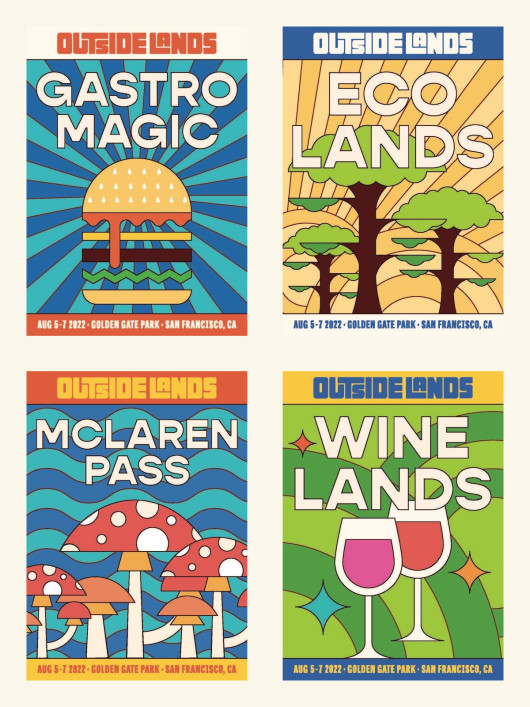 OUTSIDE LANDS
GASTRO
MAGIC
AUG 5-7 2022 · GOLDEN GATE PARK · SAN FRANCISCO, CA
OUTSIDE LANDS
ECO
LANDS
AUG 5-7 2022 · GOLDEN GATE PARK · SAN FRANCISCO, CA
OUTSIDE LANDS
MCLAREN
PASS
AUG 5-7 2022 · GOLDEN GATE PARK · SAN FRANCISCO, CA
OUTSIDE LANDS
WINE
LANDS
AUG 5-7 2022 · GOLDEN GATE PARK · SAN FRANCISCO, CA